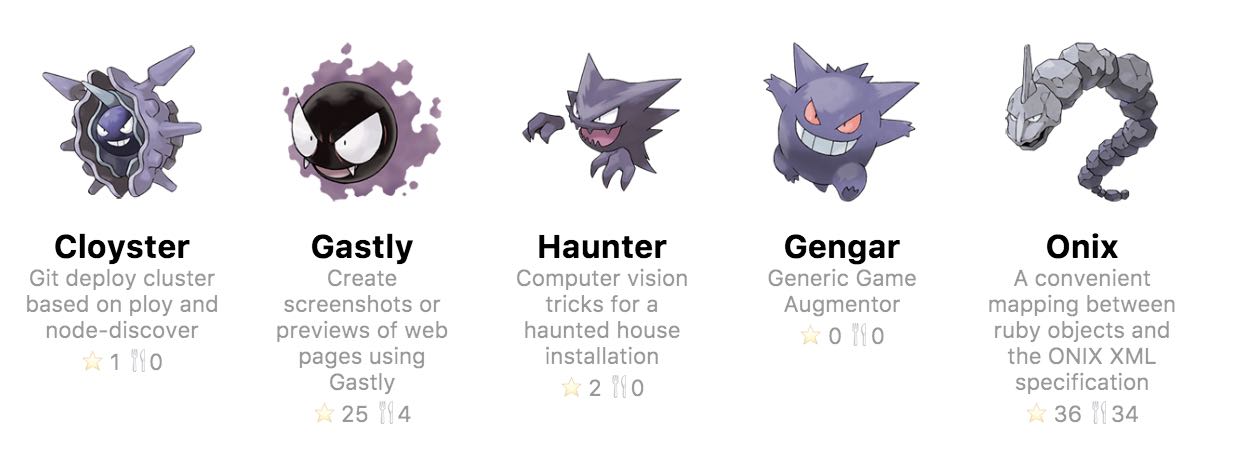 Cloyster
Git deploy cluster
based on ploy and
node-discover
⭐ 1 🍴0
Gastly
Create
screenshots or
previews of web
pages using
Gastly
⭐ 25 🍴4
Haunter
Computer vision
tricks for a
haunted house
installation
⭐ 2 🍴0
Gengar
Generic Game
Augmentor
⭐ 0 🍴0
Onix
A convenient
mapping between
ruby objects and
the ONIX XML
specification
⭐ 36 🍴34